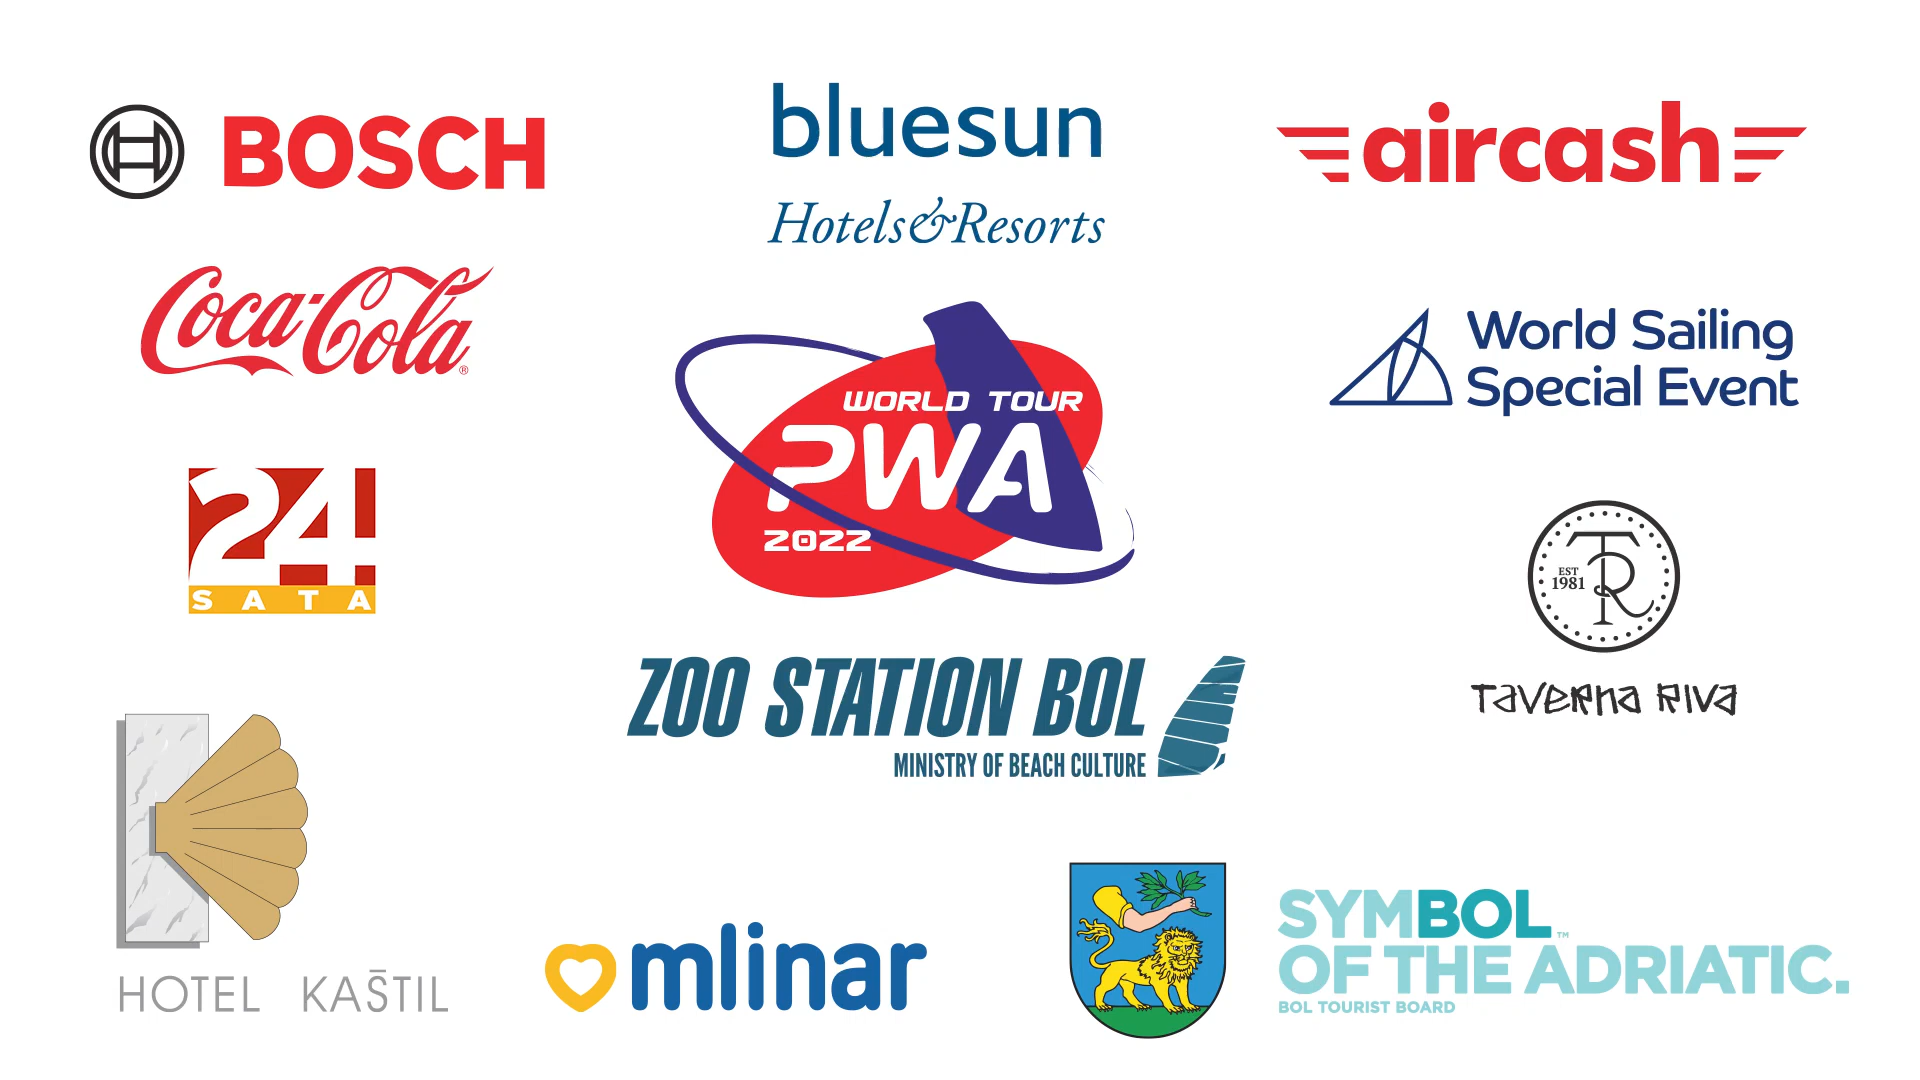 BOSCH
bluesun
Hotels&Resorts
aircash
Coca-Cola®
WORLD TOUR
PWA
2022
World Sailing
Special Event
24
SATA
EST
1981
TR
TAVERNA RIVA
ZOO STATION BOL
MINISTRY OF BEACH CULTURE
HOTEL KAŠTIL
mlinar
SYMBOL™
OF THE ADRIATIC.
BOL TOURIST BOARD